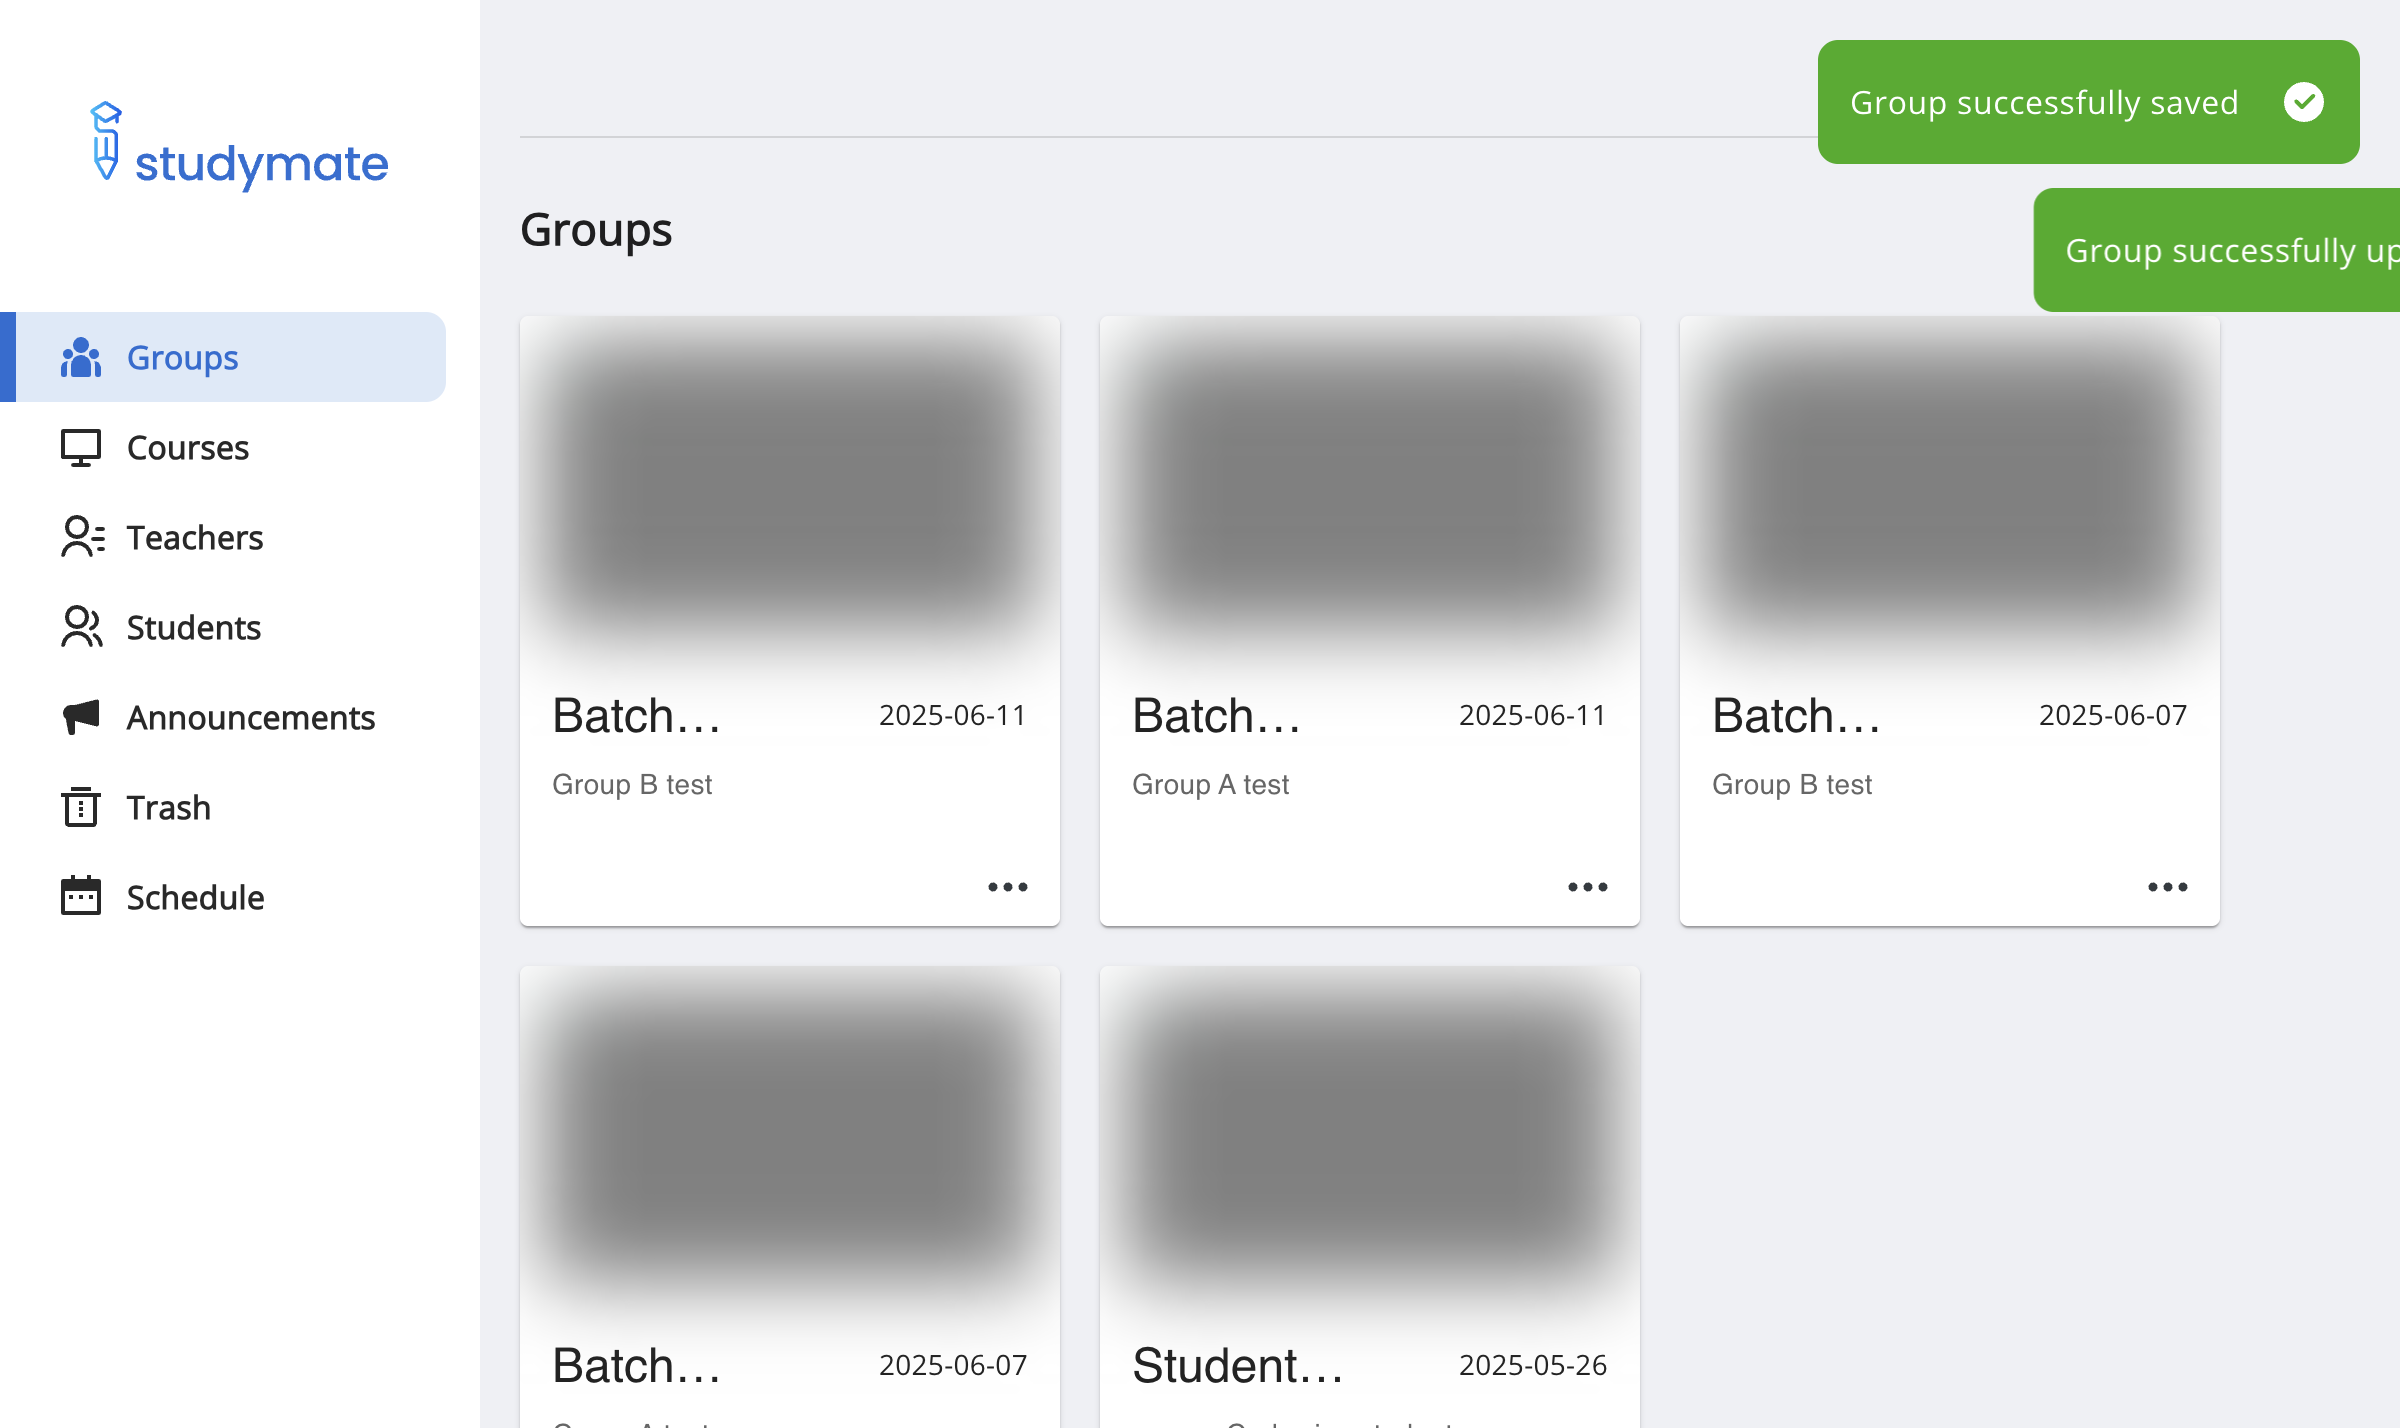 studymate
Groups
Courses
Teachers
Students
Announcements
Trash
Schedule
Group successfully saved
Group successfully up
Groups
Batch... 2025-06-11
Group B test
Batch... 2025-06-11
Group A test
Batch... 2025-06-07
Group B test
Batch... 2025-06-07
Student... 2025-05-26